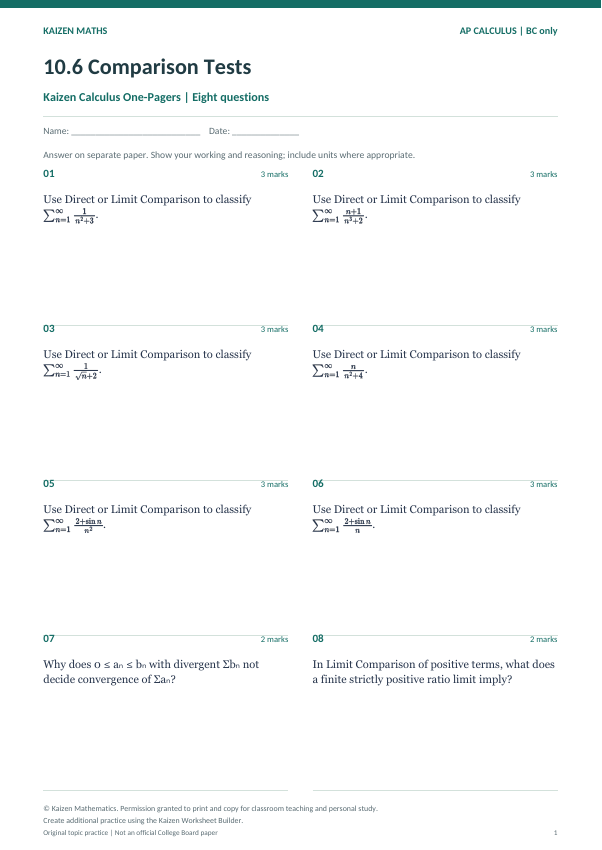 KAIZEN MATHS
AP CALCULUS | BC only
10.6 Comparison Tests
Kaizen Calculus One-Pagers | Eight questions
Name: ______________________________ Date: _______________
Answer on separate paper. Show your working and reasoning; include units where appropriate.
01 3 marks
Use Direct or Limit Comparison to classify
∑_{n=1}^{∞} \frac{1}{n²+3}.
02 3 marks
Use Direct or Limit Comparison to classify
∑_{n=1}^{∞} \frac{n+1}{n³+2}.
03 3 marks
Use Direct or Limit Comparison to classify
∑_{n=1}^{∞} \frac{1}{√n+2}.
04 3 marks
Use Direct or Limit Comparison to classify
∑_{n=1}^{∞} \frac{n}{n²+4}.
05 3 marks
Use Direct or Limit Comparison to classify
∑_{n=1}^{∞} \frac{2+sin n}{n²}.
06 3 marks
Use Direct or Limit Comparison to classify
∑_{n=1}^{∞} \frac{2+sin n}{n}.
07 2 marks
Why does 0 ≤ aₙ ≤ bₙ with divergent Σbₙ not
decide convergence of Σaₙ?
08 2 marks
In Limit Comparison of positive terms, what does
a finite strictly positive ratio limit imply?
© Kaizen Mathematics. Permission granted to print and copy for classroom teaching and personal study.
Create additional practice using the Kaizen Worksheet Builder.
Original topic practice | Not an official College Board paper
1